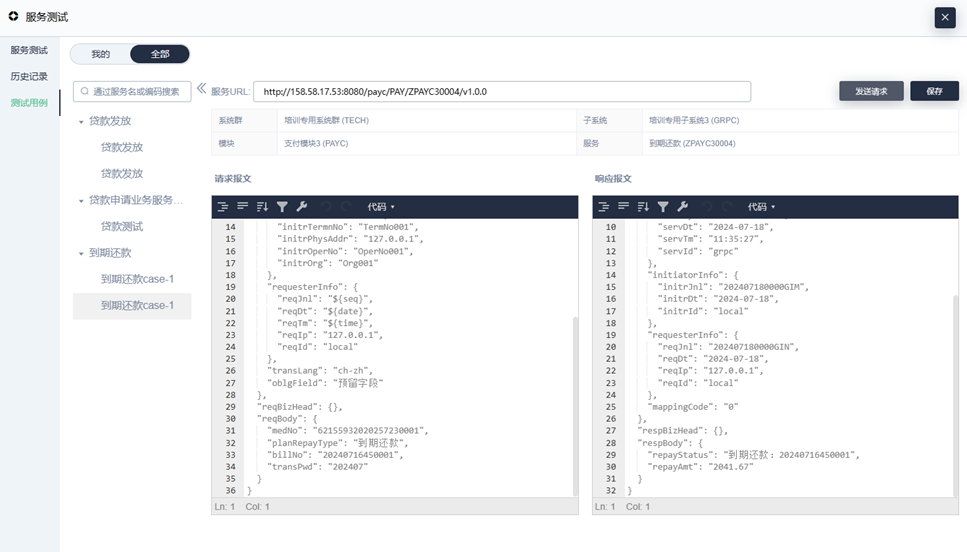 服务测试
服务测试
历史记录
测试用例
我的
全部
通过服务名或编码搜索
贷款发放
贷款发放
贷款发放
贷款申请业务服务...
贷款测试
到期还款
到期还款case-1
到期还款case-1
服务URL:
http://158.58.17.53:8080/payc/PAY/ZPAYC30004/v1.0.0
发送请求
保存
系统群
培训专用系统群 (TECH)
子系统
培训专用子系统3 (GRPC)
模块
支付模块3 (PAYC)
服务
到期还款 (ZPAYC30004)
请求报文
代码
14 "initrTermnNo": "TermNo001",
15 "initrPhysAddr": "127.0.0.1",
16 "initrOperNo": "OperNo001",
17 "initrOrg": "Org001"
18 },
19 "requesterInfo": {
20 "reqJnl": "${seq}",
21 "reqDt": "${date}",
22 "reqTm": "${time}",
23 "reqIp": "127.0.0.1",
24 "reqId": "local"
25 },
26 "transLang": "ch-zh",
27 "oblgField": "预留字段"
28 },
29 "reqBizHead": {},
30 "reqBody": {
31 "medNo": "62155932020257230001",
32 "planRepayType": "到期还款",
33 "billNo": "20240716450001",
34 "transPwd": "202407"
35 }
36 }
Ln: 1 Col: 1
响应报文
代码
10 "servDt": "2024-07-18",
11 "servTm": "11:35:27",
12 "servId": "grpc"
13 },
14 "initiatorInfo": {
15 "initrJnl": "202407180000GIM",
16 "initrDt": "2024-07-18",
17 "initrId": "local"
18 },
19 "requesterInfo": {
20 "reqJnl": "202407180000GIN",
21 "reqDt": "2024-07-18",
22 "reqIp": "127.0.0.1",
23 "reqId": "local"
24 },
25 "mappingCode": "0"
26 },
27 "respBizHead": {},
28 "respBody": {
29 "repayStatus": "到期还款：20240716450001",
30 "repayAmt": "2041.67"
31 }
32 }
Ln: 1 Col: 1